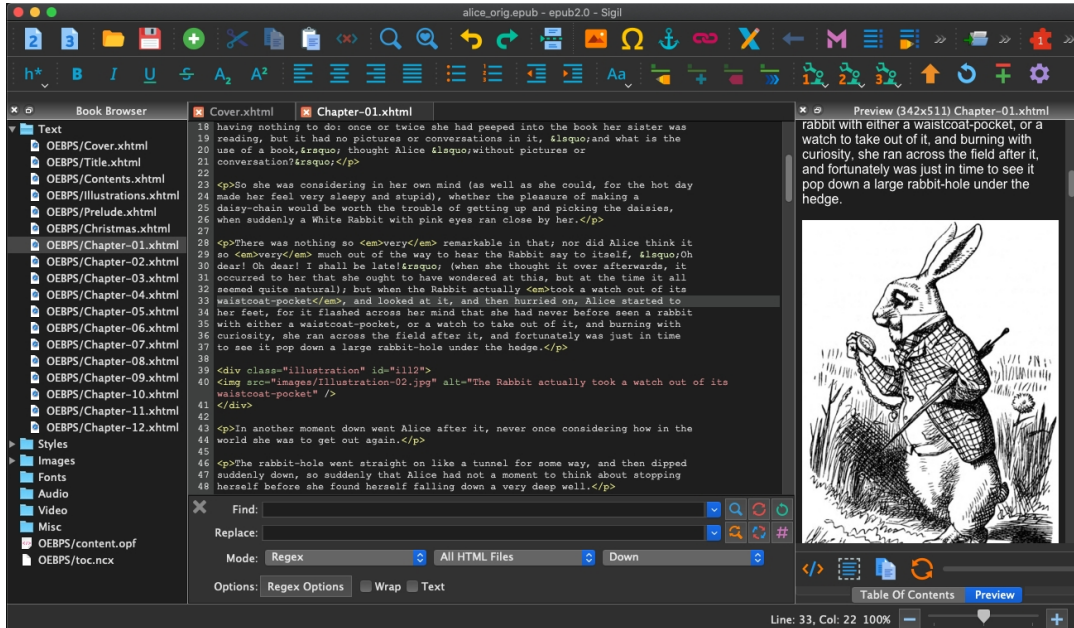 alice_orig.epub - epub2.0 - Sigil
2 3 Ω X M » » 1 »
h* B I U S A2 A2 Aa 1 2 3
Book Browser
Text
OEBPS/Cover.xhtml
OEBPS/Title.xhtml
OEBPS/Contents.xhtml
OEBPS/Illustrations.xhtml
OEBPS/Prelude.xhtml
OEBPS/Christmas.xhtml
OEBPS/Chapter-01.xhtml
OEBPS/Chapter-02.xhtml
OEBPS/Chapter-03.xhtml
OEBPS/Chapter-04.xhtml
OEBPS/Chapter-05.xhtml
OEBPS/Chapter-06.xhtml
OEBPS/Chapter-07.xhtml
OEBPS/Chapter-08.xhtml
OEBPS/Chapter-09.xhtml
OEBPS/Chapter-10.xhtml
OEBPS/Chapter-11.xhtml
OEBPS/Chapter-12.xhtml
Styles
Images
Fonts
Audio
Video
Misc
OEBPS/content.opf
OEBPS/toc.ncx
Cover.xhtml Chapter-01.xhtml
18 having nothing to do: once or twice she had peeped into the book her sister was
19 reading, but it had no pictures or conversations in it, &lsquo;and what is the
20 use of a book,&rsquo; thought Alice &lsquo;without pictures or
21 conversation?&rsquo;</p>
22
23 <p>So she was considering in her own mind (as well as she could, for the hot day
24 made her feel very sleepy and stupid), whether the pleasure of making a
25 daisy-chain would be worth the trouble of getting up and picking the daisies,
26 when suddenly a White Rabbit with pink eyes ran close by her.</p>
27
28 <p>There was nothing so <em>very</em> remarkable in that; nor did Alice think it
29 so <em>very</em> much out of the way to hear the Rabbit say to itself, &lsquo;Oh
30 dear! Oh dear! I shall be late!&rsquo; (when she thought it over afterwards, it
31 occurred to her that she ought to have wondered at this, but at the time it all
32 seemed quite natural); but when the Rabbit actually <em>took a watch out of its
33 waistcoat-pocket</em>, and looked at it, and then hurried on, Alice started to
34 her feet, for it flashed across her mind that she had never before seen a rabbit
35 with either a waistcoat-pocket, or a watch to take out of it, and burning with
36 curiosity, she ran across the field after it, and fortunately was just in time
37 to see it pop down a large rabbit-hole under the hedge.</p>
38
39 <div class="illustration" id="ill2">
40 <img src="images/Illustration-02.jpg" alt="The Rabbit actually took a watch out of its
waistcoat-pocket" />
41 </div>
42
43 <p>In another moment down went Alice after it, never once considering how in the
44 world she was to get out again.</p>
45
46 <p>The rabbit-hole went straight on like a tunnel for some way, and then dipped
47 suddenly down, so suddenly that Alice had not a moment to think about stopping
48 herself before she found herself falling down a very deep well.</p>
Find:
Replace: #
Mode: Regex All HTML Files Down
Options: Regex Options Wrap Text
Preview (342x511) Chapter-01.xhtml
rabbit with either a waistcoat-pocket, or a
watch to take out of it, and burning with
curiosity, she ran across the field after it,
and fortunately was just in time to see it
pop down a large rabbit-hole under the
hedge.
</>
Table Of Contents Preview
Line: 33, Col: 22 100%